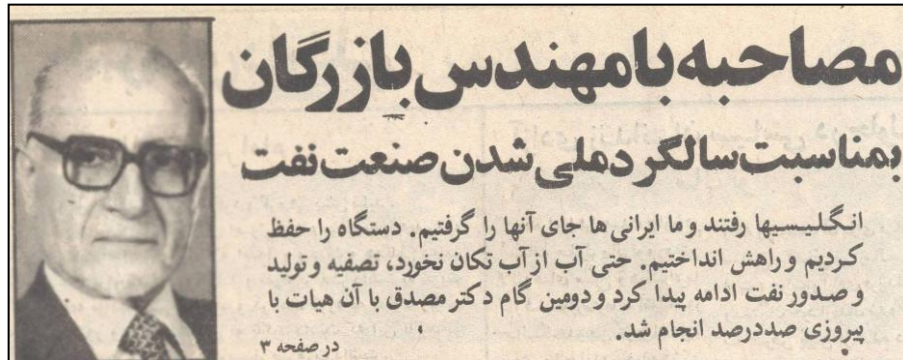 مصاحبه با مهندس بازرگان
بمناسبت سالگرد ملی شدن صنعت نفت
انگلیسیها رفتند و ما ایرانی ها جای آنها را گرفتیم. دستگاه را حفظ
کردیم و راهش انداختیم. حتی آب از آب تکان نخورد، تصفیه و تولید
و صدور نفت ادامه پیدا کرد و دومین گام دکتر مصدق با آن هیات با
پیروزی صددرصد انجام شد.
در صفحه ۳